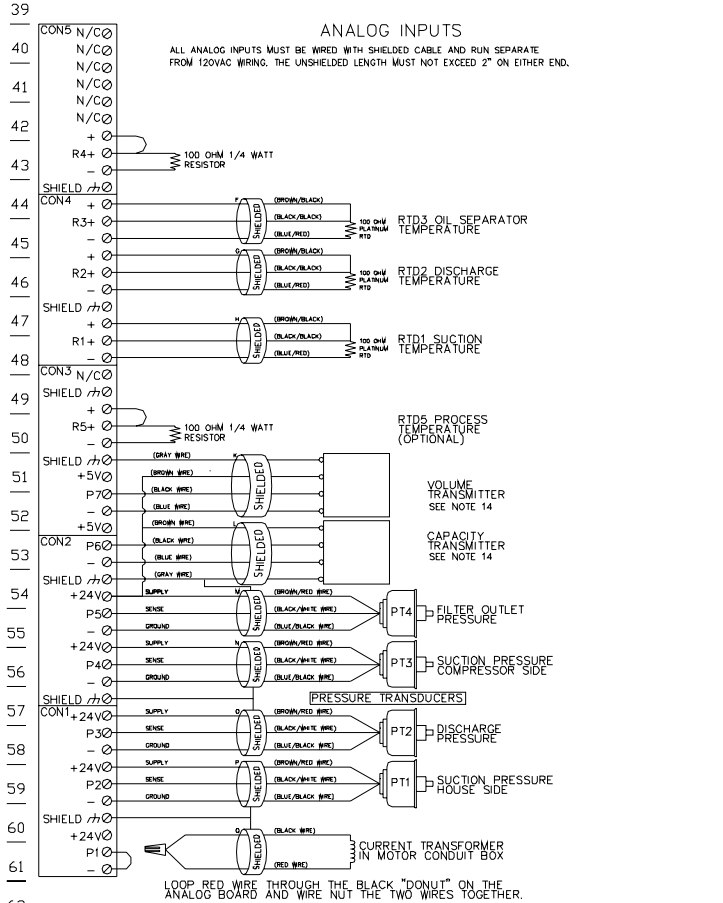 39
ANALOG INPUTS
CON5 N/C
40
ALL ANALOG INPUTS MUST BE WIRED WITH SHIELDED CABLE AND RUN SEPARATE
N/C
FROM 120VAC WIRING. THE UNSHIELDED LENGTH MUST NOT EXCEED 2" ON EITHER END.
N/C
41
N/C
N/C
42
N/C
+
R4+
100 OHM 1/4 WATT
RESISTOR
43
-
SHIELD
44
CON4
+
F
SHIELDED
(BROWN/BLACK)
R3+
(BLACK/BLACK)
100 OHM
PLATINUM
RTD
RTD3 OIL SEPARATOR
TEMPERATURE
45
-
(BLUE/RED)
+
G
SHIELDED
(BROWN/BLACK)
R2+
(BLACK/BLACK)
100 OHM
PLATINUM
RTD
RTD2 DISCHARGE
TEMPERATURE
46
-
(BLUE/RED)
SHIELD
47
+
H
SHIELDED
(BROWN/BLACK)
R1+
(BLACK/BLACK)
100 OHM
PLATINUM
RTD
RTD1 SUCTION
TEMPERATURE
48
-
(BLUE/RED)
CON3 N/C
49
SHIELD
+
R5+
100 OHM 1/4 WATT
RESISTOR
RTD5 PROCESS
TEMPERATURE
(OPTIONAL)
50
-
SHIELD
(GRAY WIRE)
K
SHIELDED
51
+5V
(BROWN WIRE)
P7
(BLACK WIRE)
VOLUME
TRANSMITTER
SEE NOTE 14
52
-
(BLUE WIRE)
+5V
(BROWN WIRE)
L
SHIELDED
CON2
P6
(BLACK WIRE)
CAPACITY
TRANSMITTER
SEE NOTE 14
53
-
(BLUE WIRE)
SHIELD
(GRAY WIRE)
54
+24V
SUPPLY
M
SHIELDED
(BROWN/RED WIRE)
P5
SENSE
(BLACK/WHITE WIRE)
PT4
FILTER OUTLET
PRESSURE
55
-
GROUND
(BLUE/BLACK WIRE)
+24V
SUPPLY
N
SHIELDED
(BROWN/RED WIRE)
P4
SENSE
(BLACK/WHITE WIRE)
PT3
SUCTION PRESSURE
COMPRESSOR SIDE
56
-
GROUND
(BLUE/BLACK WIRE)
SHIELD
PRESSURE TRANSDUCERS
57
CON1
+24V
SUPPLY
O
SHIELDED
(BROWN/RED WIRE)
P3
SENSE
(BLACK/WHITE WIRE)
PT2
DISCHARGE
PRESSURE
58
-
GROUND
(BLUE/BLACK WIRE)
+24V
SUPPLY
P
SHIELDED
(BROWN/RED WIRE)
59
P2
SENSE
(BLACK/WHITE WIRE)
PT1
SUCTION PRESSURE
HOUSE SIDE
-
GROUND
(BLUE/BLACK WIRE)
SHIELD
60
+24V
Q
SHIELDED
(BLACK WIRE)
P1
CURRENT TRANSFORMER
IN MOTOR CONDUIT BOX
61
-
(RED WIRE)
LOOP RED WIRE THROUGH THE BLACK "DONUT" ON THE
ANALOG BOARD AND WIRE NUT THE TWO WIRES TOGETHER.